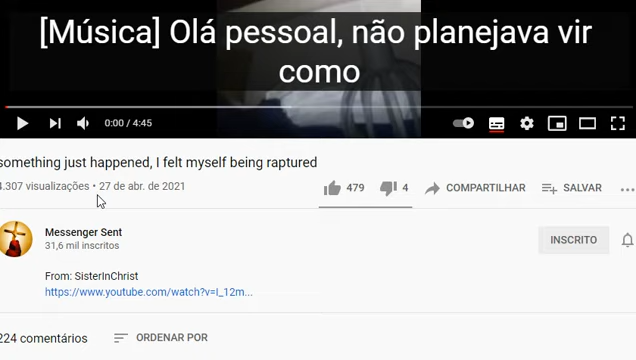 [Música] Olá pessoal, não planejava vir
como
0:00 / 4:45
something just happened, I felt myself being raptured
.307 visualizações • 27 de abr. de 2021
479
4
COMPARTILHAR
SALVAR
Messenger Sent
31,6 mil inscritos
INSCRITO
From: SisterInChrist
https://www.youtube.com/watch?v=I_12m...
224 comentários
ORDENAR POR